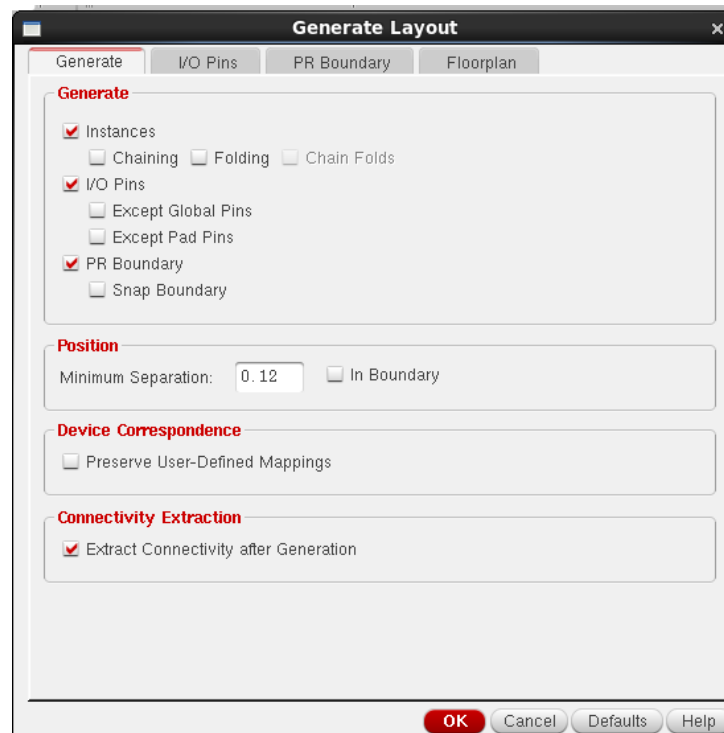 Generate Layout
Generate I/O Pins PR Boundary Floorplan
Generate
Instances
Chaining Folding Chain Folds
I/O Pins
Except Global Pins
Except Pad Pins
PR Boundary
Snap Boundary
Position
Minimum Separation: 0.12 In Boundary
Device Correspondence
Preserve User-Defined Mappings
Connectivity Extraction
Extract Connectivity after Generation
OK Cancel Defaults Help